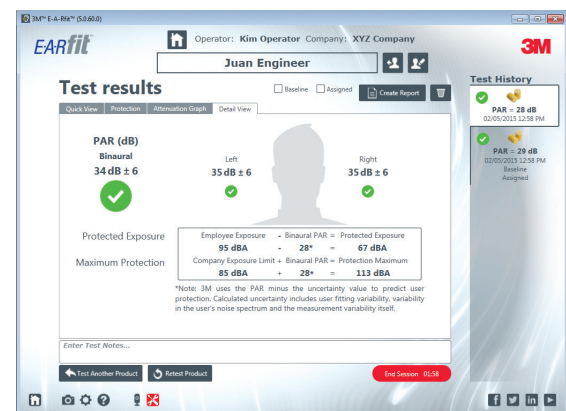 3M™ E-A-Rfit™ (5.0.60.0)
EARfit
Operator: Kim Operator Company: XYZ Company
3M
Juan Engineer
Test results
Baseline
Assigned
Create Report
Quick View
Protection
Attenuation Graph
Detail View
PAR (dB)
Binaural
34 dB ± 6
Left
35 dB ± 6
Right
35 dB ± 6
Protected Exposure
Employee Exposure - Binaural PAR = Protected Exposure
95 dBA - 28* = 67 dBA
Maximum Protection
Company Exposure Limit + Binaural PAR = Protection Maximum
85 dBA + 28* = 113 dBA
*Note: 3M uses the PAR minus the uncertainty value to predict user
protection. Calculated uncertainty includes user fitting variability, variability
in the user's noise spectrum and the measurement variability itself.
Enter Test Notes...
Test Another Product
Retest Product
End Session 01:58
Test History
PAR = 28 dB
02/05/2015 12:58 PM
PAR = 29 dB
02/05/2015 12:58 PM
Baseline
Assigned